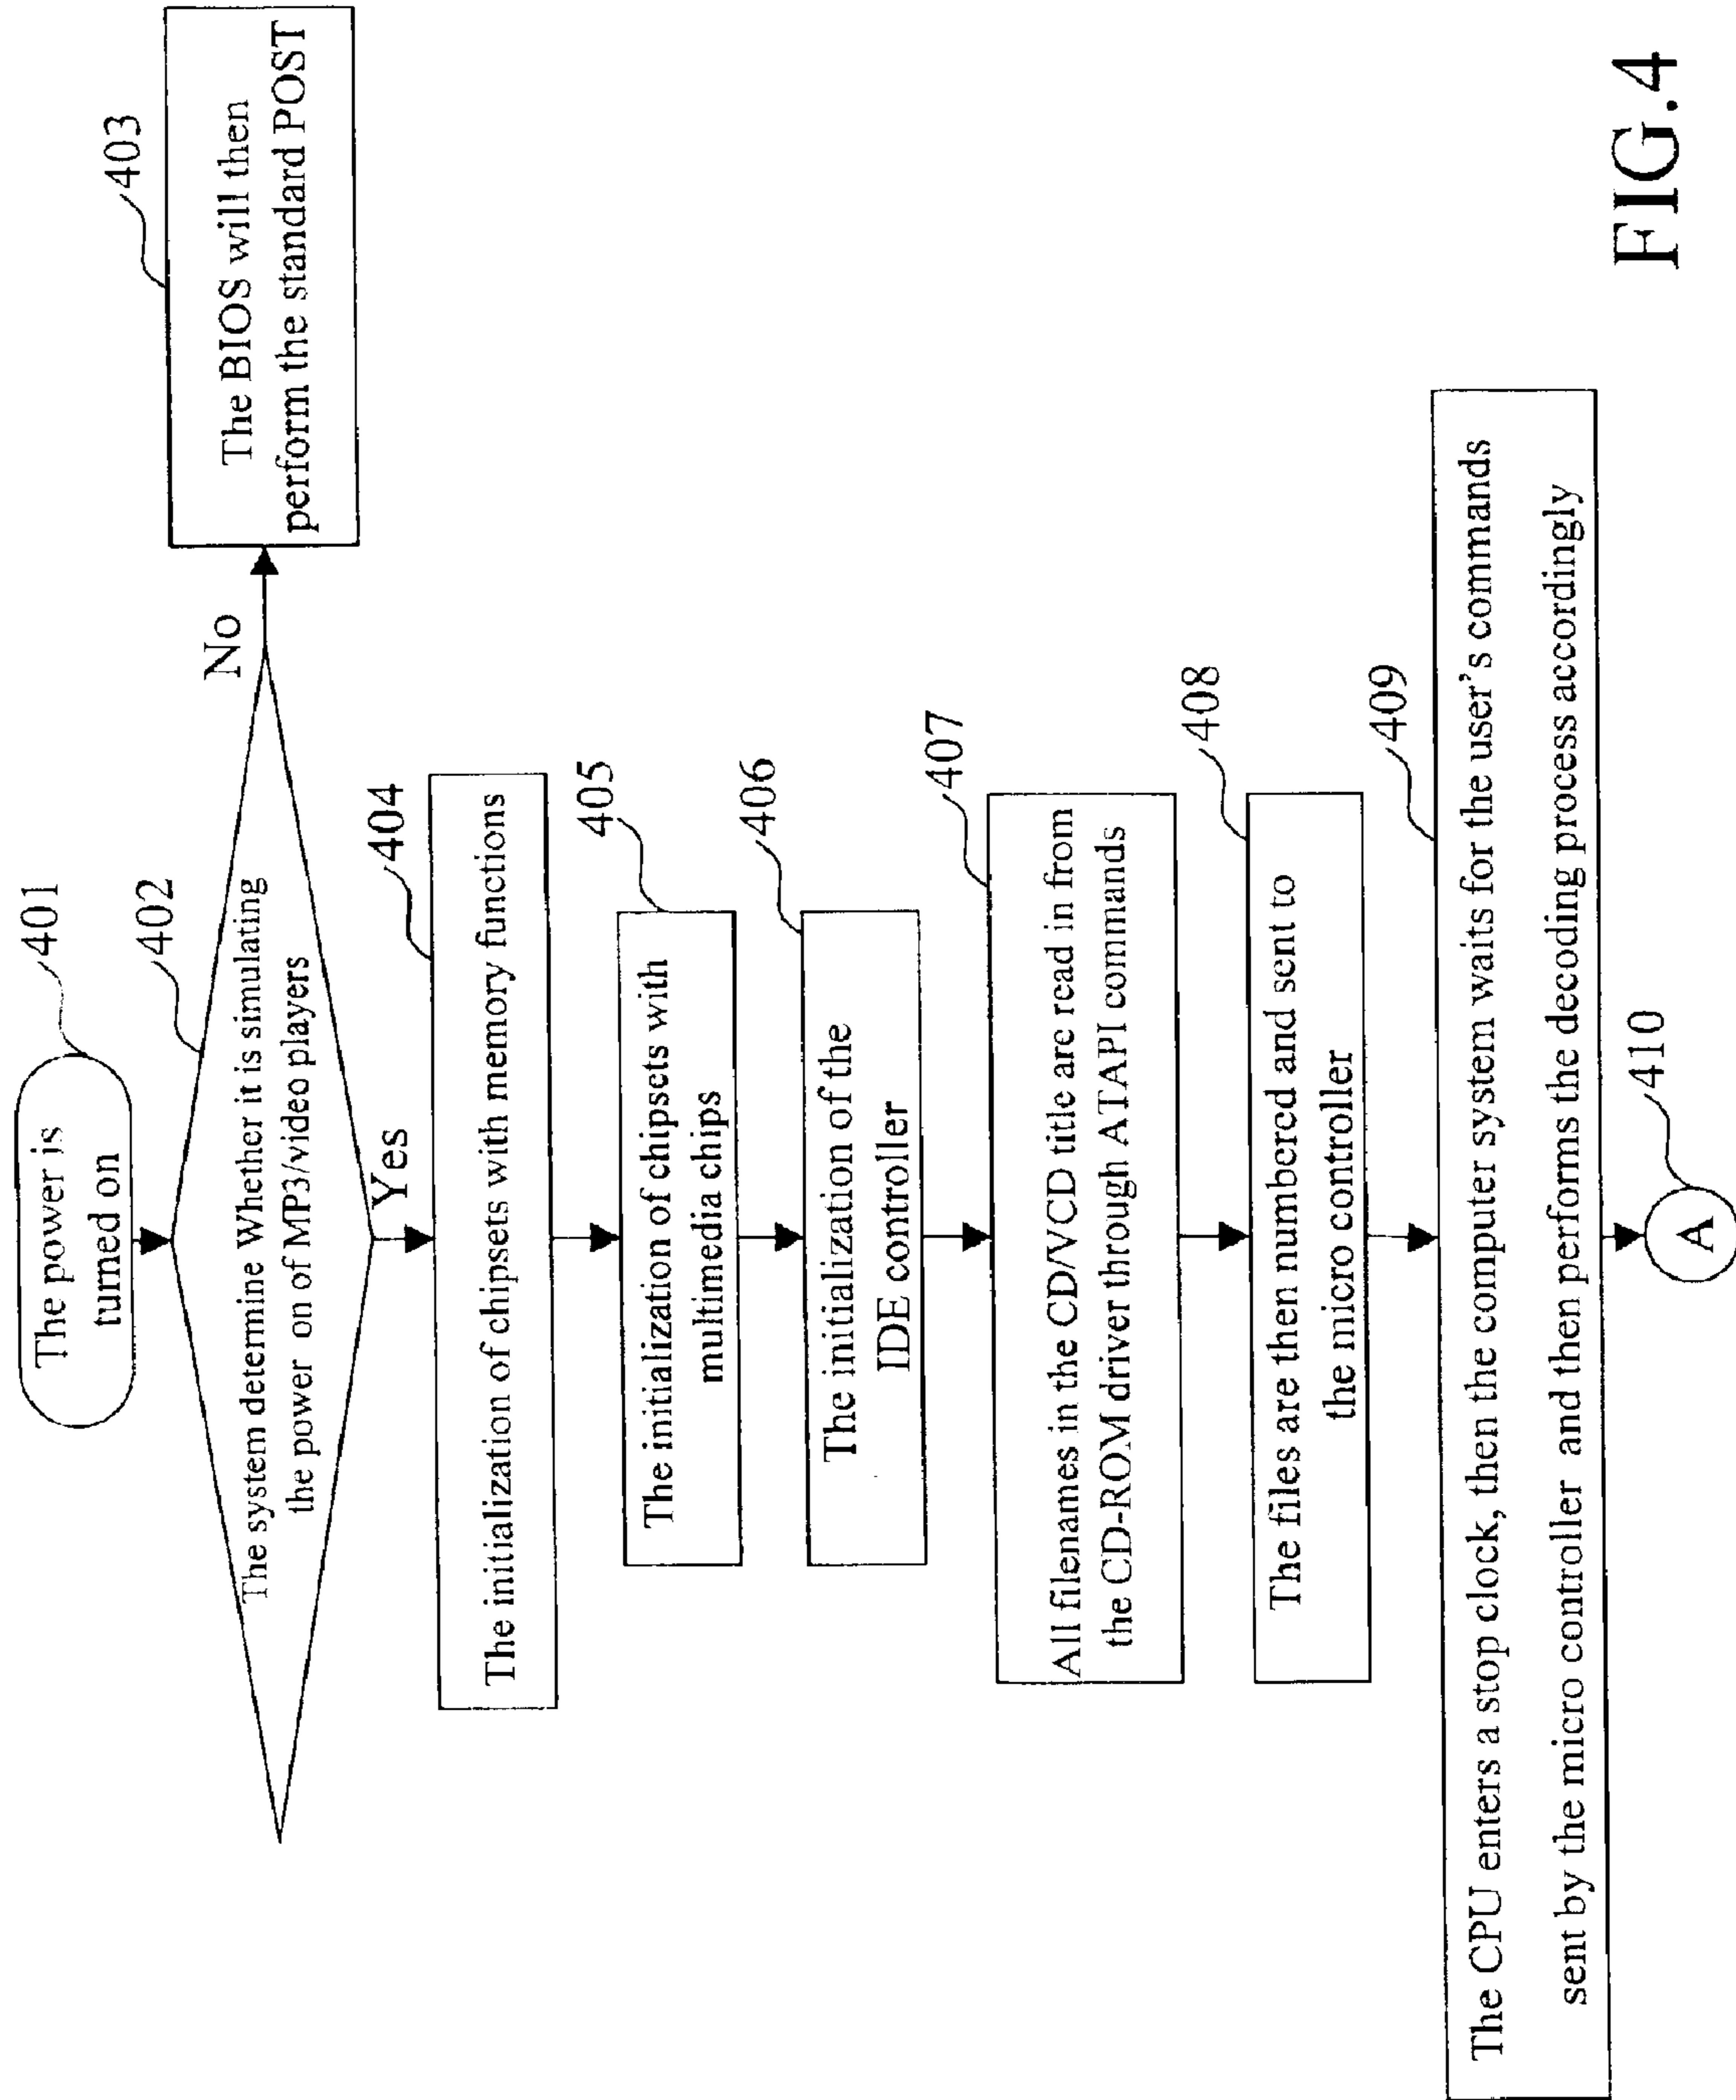 The power is
turned on
401
The system determine Whether it is simulating
the power on of MP3/video players
402
No
The BIOS will then
perform the standard POST
403
Yes
The initialization of chipsets with memory functions
404
The initialization of chipsets with
multimedia chips
405
The initialization of the
IDE controller
406
All filenames in the CD/VCD title are read in from
the CD-ROM driver through ATAPI commands
407
The files are then numbered and sent to
the micro controller
408
The CPU enters a stop clock, then the computer system waits for the user's commands
sent by the micro controller and then performs the decoding process accordingly
409
A
410
FIG.4